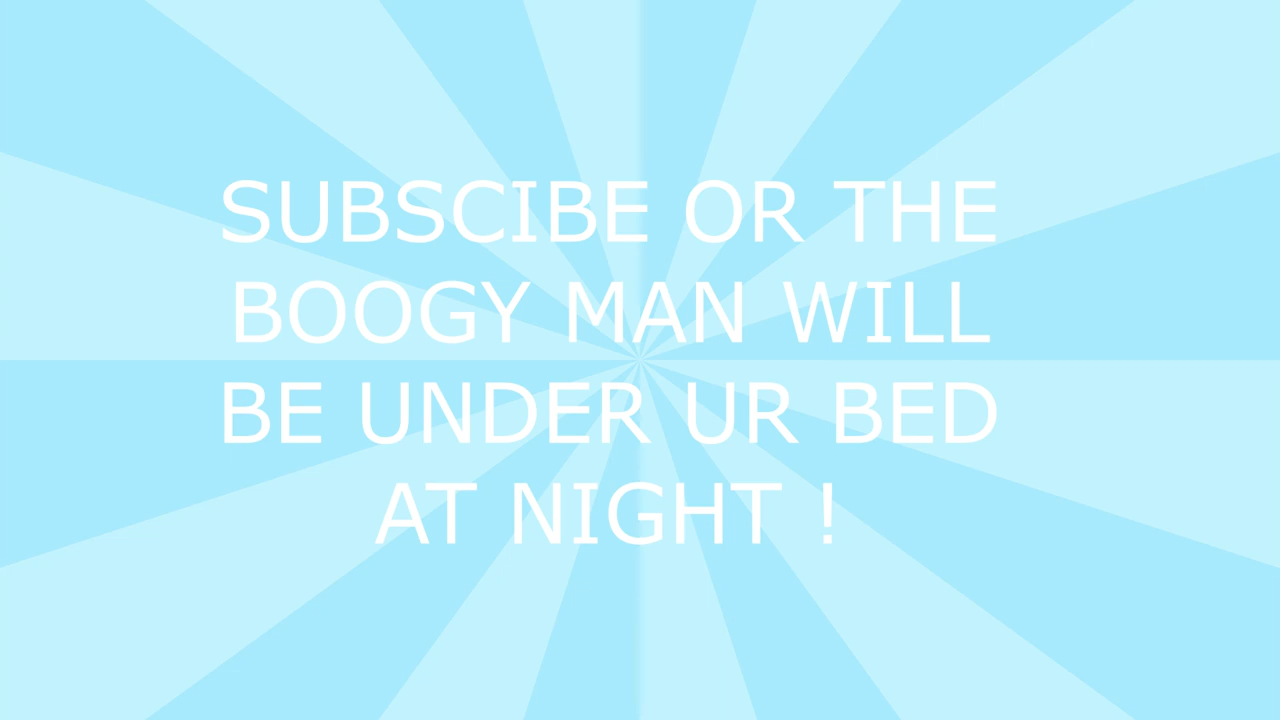 SUBSCIBE OR THE
BOOGY MAN WILL
BE UNDER UR BED
AT NIGHT !